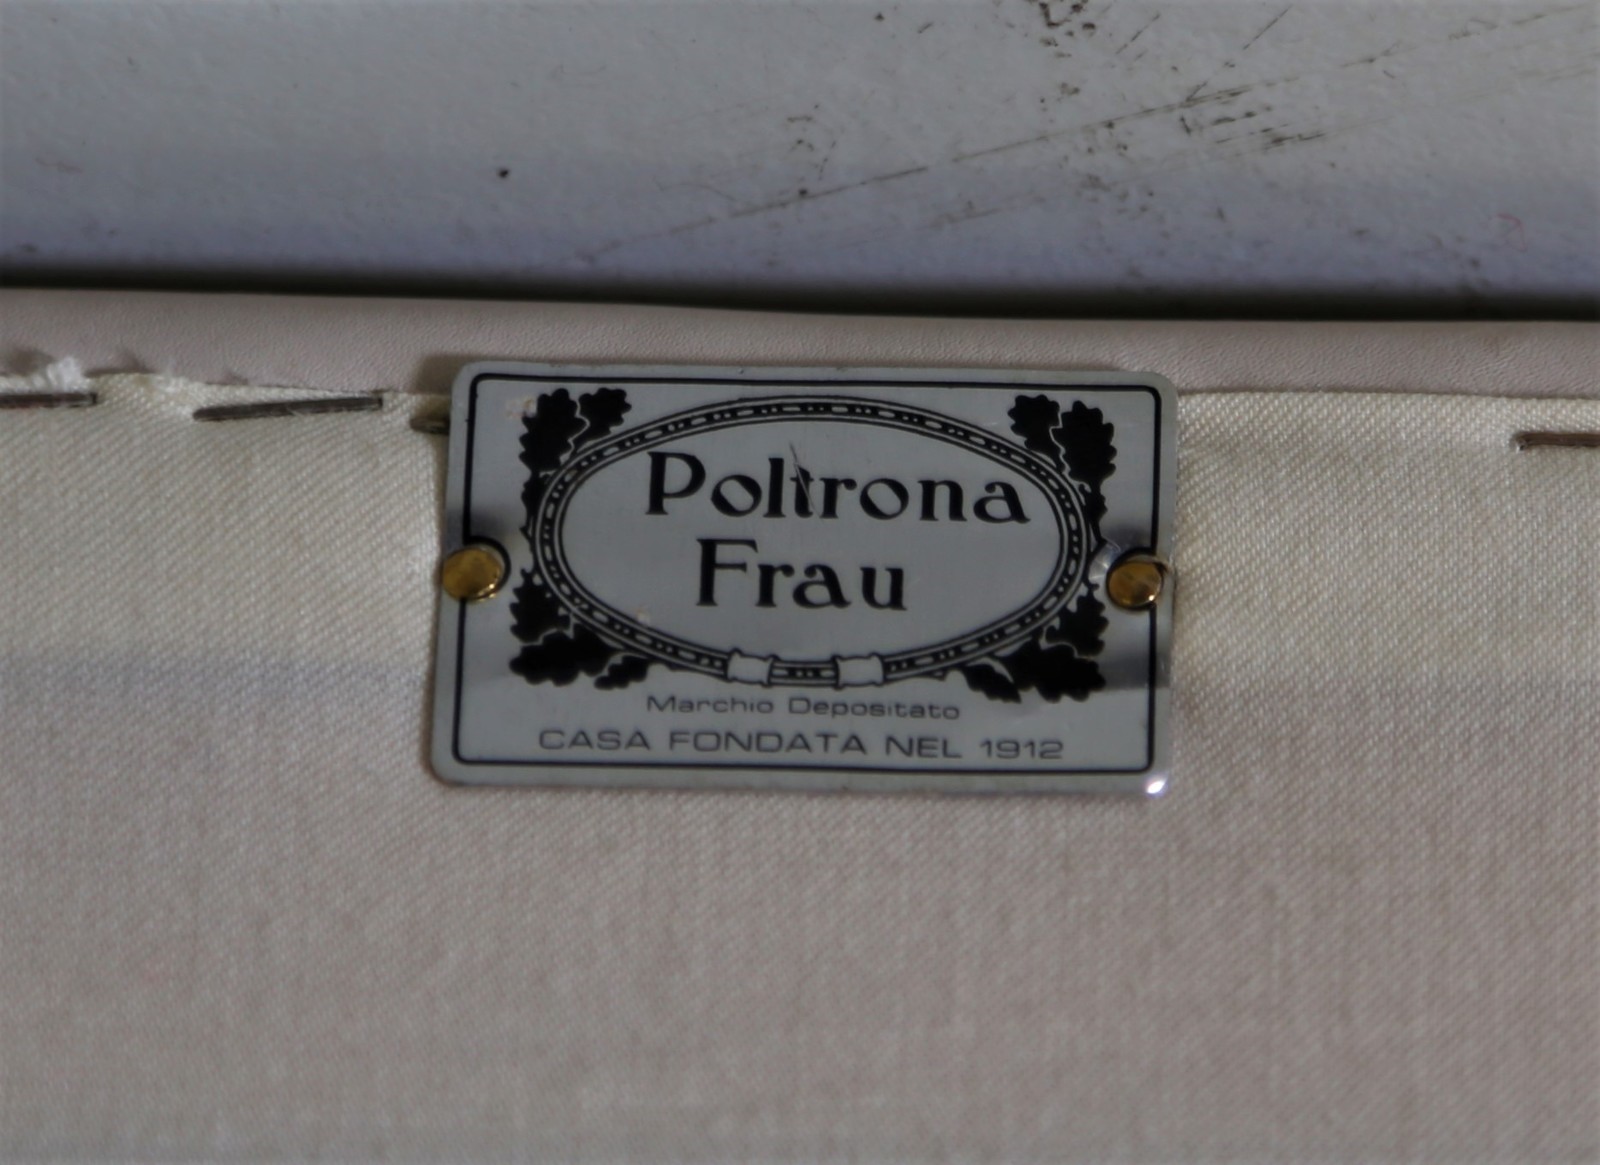 Poltrona
Frau
Marchio Depositato
CASA FONDATA NEL 1912